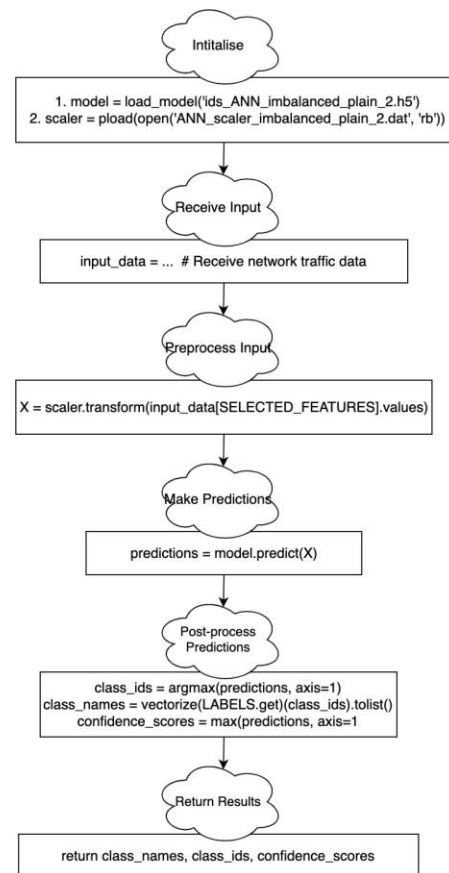 Intitalise
1. model = load_model('ids_ANN_imbalanced_plain_2.h5')
2. scaler = pload(open('ANN_scaler_imbalanced_plain_2.dat', 'rb'))
Receive Input
input_data = ... # Receive network traffic data
Preprocess Input
X = scaler.transform(input_data[SELECTED_FEATURES].values)
Make Predictions
predictions = model.predict(X)
Post-process
Predictions
class_ids = argmax(predictions, axis=1)
class_names = vectorize(LABELS.get)(class_ids).tolist()
confidence_scores = max(predictions, axis=1
Return Results
return class_names, class_ids, confidence_scores